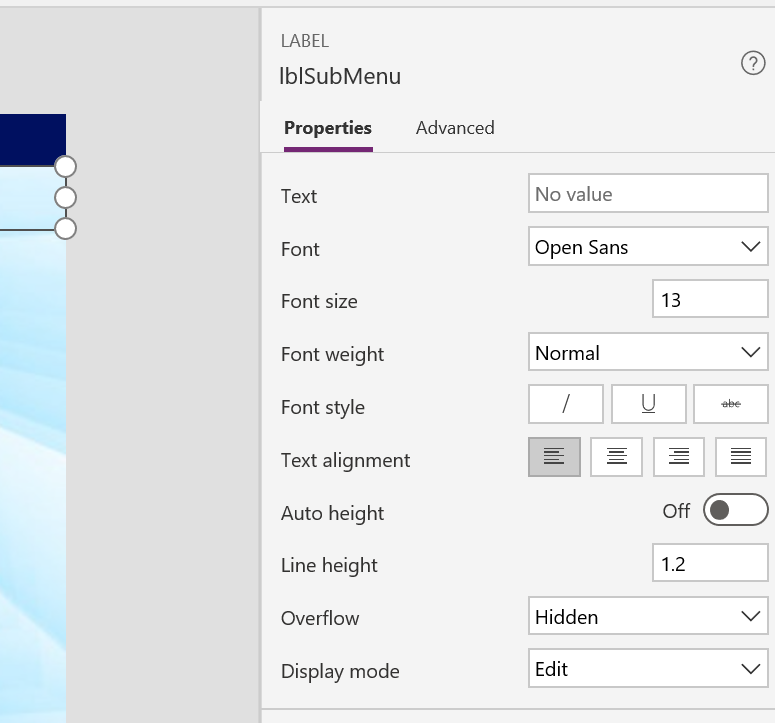 LABEL
lblSubMenu
?
Properties Advanced
Text No value
Font Open Sans
Font size 13
Font weight Normal
Font style / U abc
Text alignment
Auto height Off
Line height 1.2
Overflow Hidden
Display mode Edit